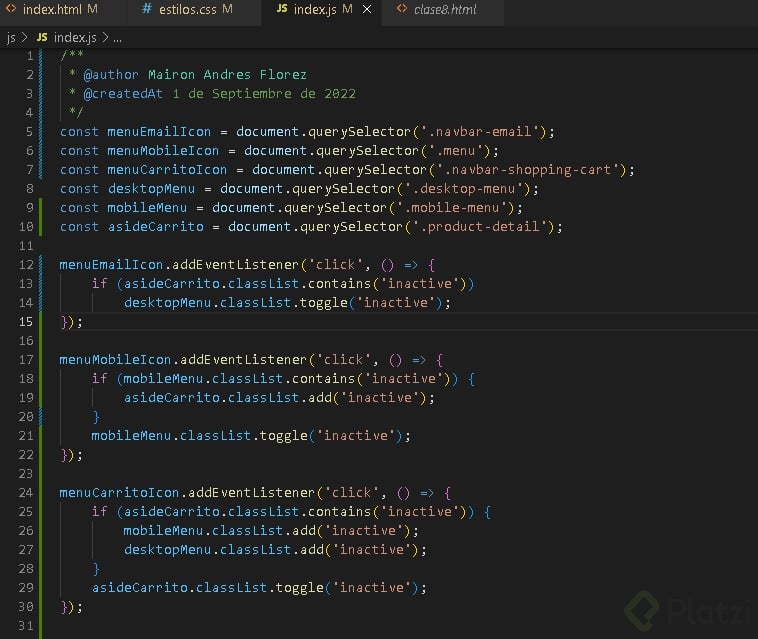 index.html M
# estilos.css M
JS index.js M ×
clase8.html
js > JS index.js > ...
1 /**
2 * @author Mairon Andres Florez
3 * @createdAt 1 de Septiembre de 2022
4 */
5 const menuEmailIcon = document.querySelector('.navbar-email');
6 const menuMobileIcon = document.querySelector('.menu');
7 const menuCarritoIcon = document.querySelector('.navbar-shopping-cart');
8 const desktopMenu = document.querySelector('.desktop-menu');
9 const mobileMenu = document.querySelector('.mobile-menu');
10 const asideCarrito = document.querySelector('.product-detail');
11
12 menuEmailIcon.addEventListener('click', () => {
13 if (asideCarrito.classList.contains('inactive'))
14 desktopMenu.classList.toggle('inactive');
15 });
16
17 menuMobileIcon.addEventListener('click', () => {
18 if (mobileMenu.classList.contains('inactive')) {
19 asideCarrito.classList.add('inactive');
20 }
21 mobileMenu.classList.toggle('inactive');
22 });
23
24 menuCarritoIcon.addEventListener('click', () => {
25 if (asideCarrito.classList.contains('inactive')) {
26 mobileMenu.classList.add('inactive');
27 desktopMenu.classList.add('inactive');
28 }
29 asideCarrito.classList.toggle('inactive');
30 });
31
Platzi